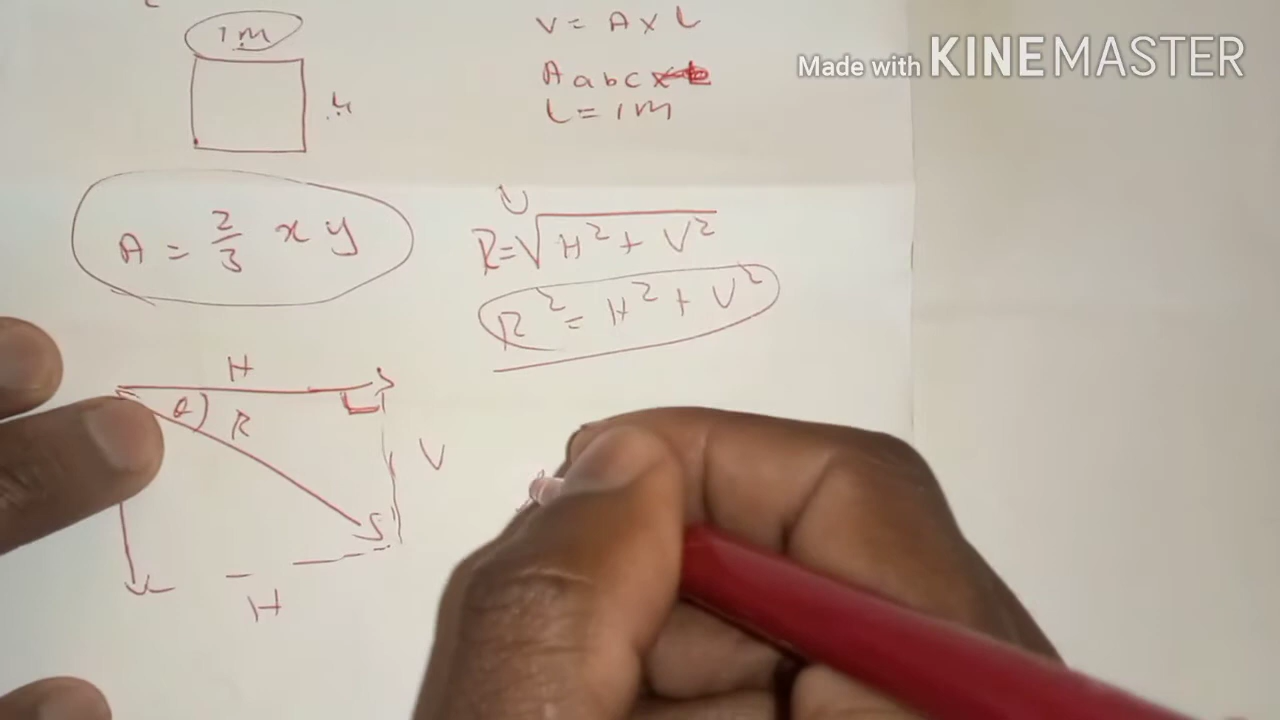 1m
L
V = A x L
A abc
L = 1m
A = 2/3 x y
R = √H² + V²
R² = H² + V²
H
θ
R
V
H
Made with KINEMASTER